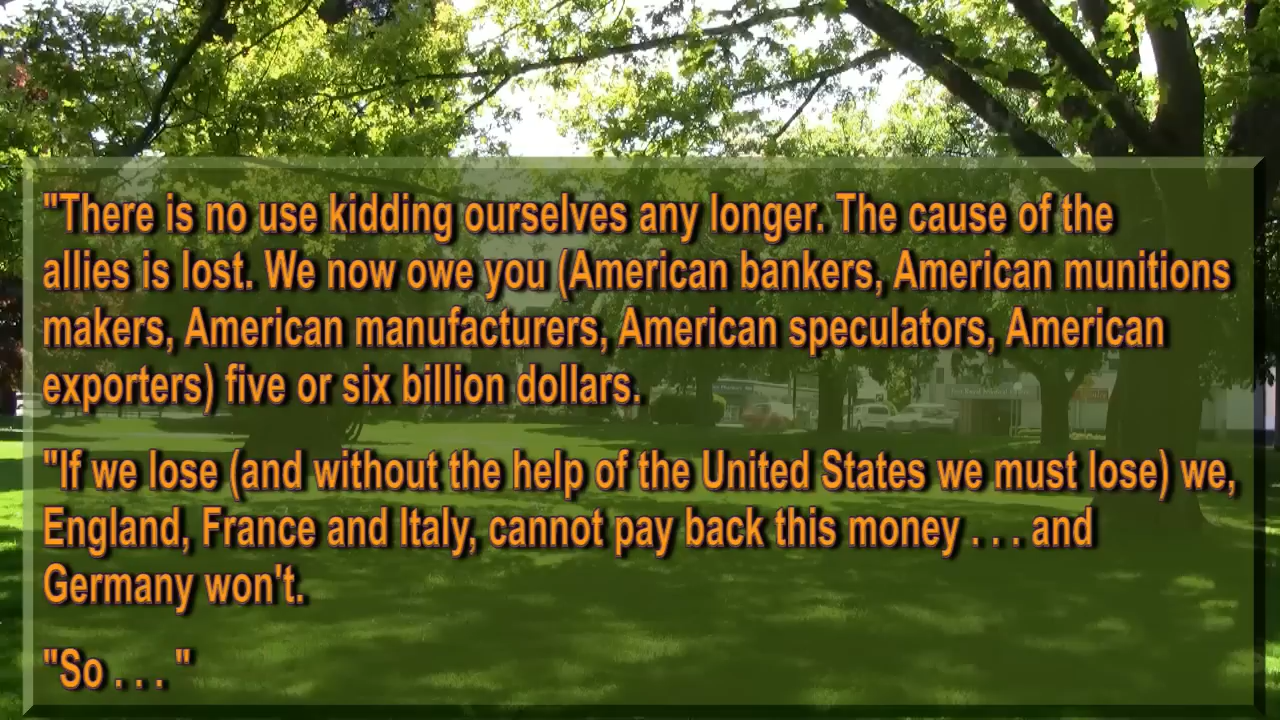 "There is no use kidding ourselves any longer. The cause of the
allies is lost. We now owe you (American bankers, American munitions
makers, American manufacturers, American speculators, American
exporters) five or six billion dollars.
"If we lose (and without the help of the United States we must lose) we,
England, France and Italy, cannot pay back this money . . . and
Germany won't.
"So . . . "